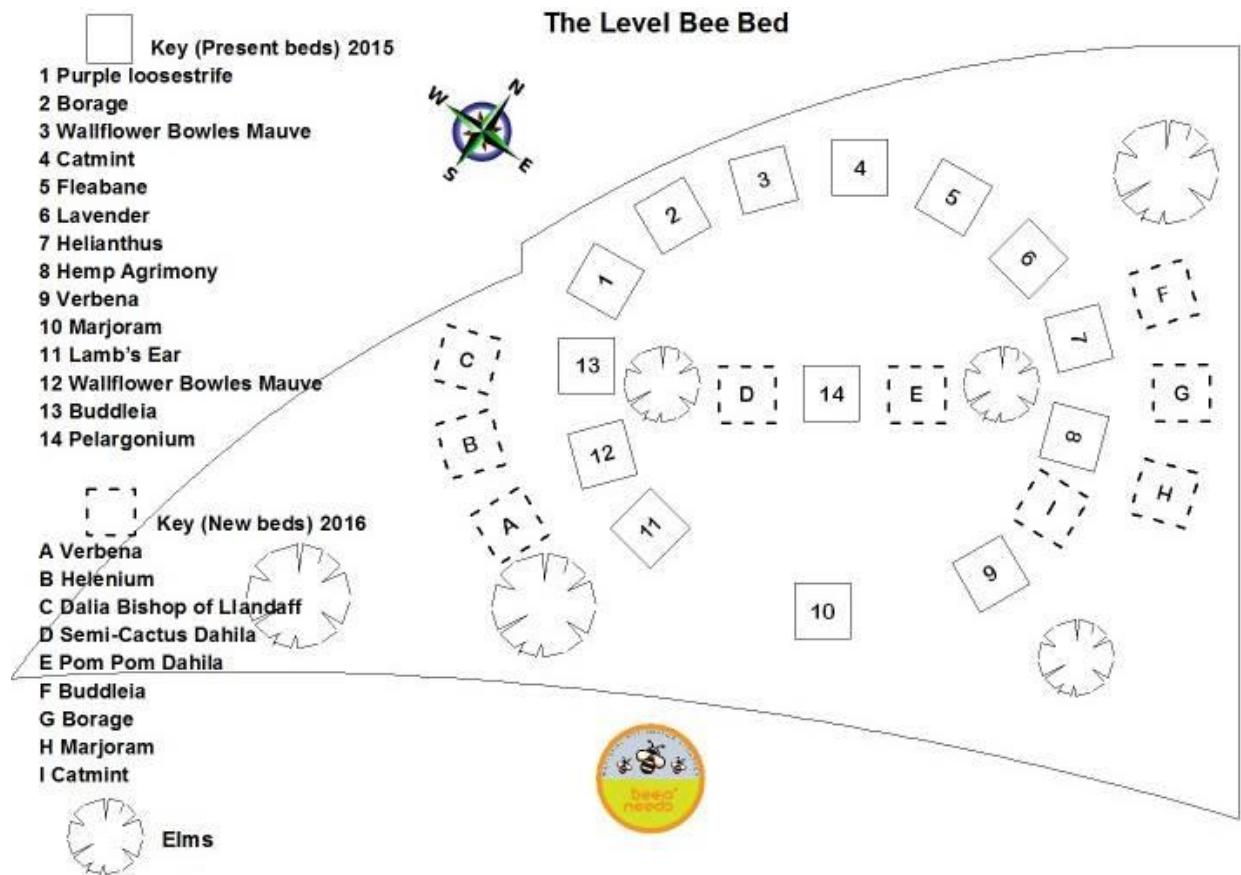 The Level Bee Bed
Key (Present beds) 2015
1 Purple loosestrife
2 Borage
3 Wallflower Bowles Mauve
4 Catmint
5 Fleabane
6 Lavender
7 Helianthus
8 Hemp Agrimony
9 Verbena
10 Marjoram
11 Lamb's Ear
12 Wallflower Bowles Mauve
13 Buddleia
14 Pelargonium
Key (New beds) 2016
A Verbena
B Helenium
C Dalia Bishop of Llandaff
D Semi-Cactus Dahila
E Pom Pom Dahila
F Buddleia
G Borage
H Marjoram
I Catmint
Elms
N
W
E
S
4
3
5
2
6
1
F
7
C
13
D
14
E
G
B
12
8
H
A
11
I
9
10
beep'
needs